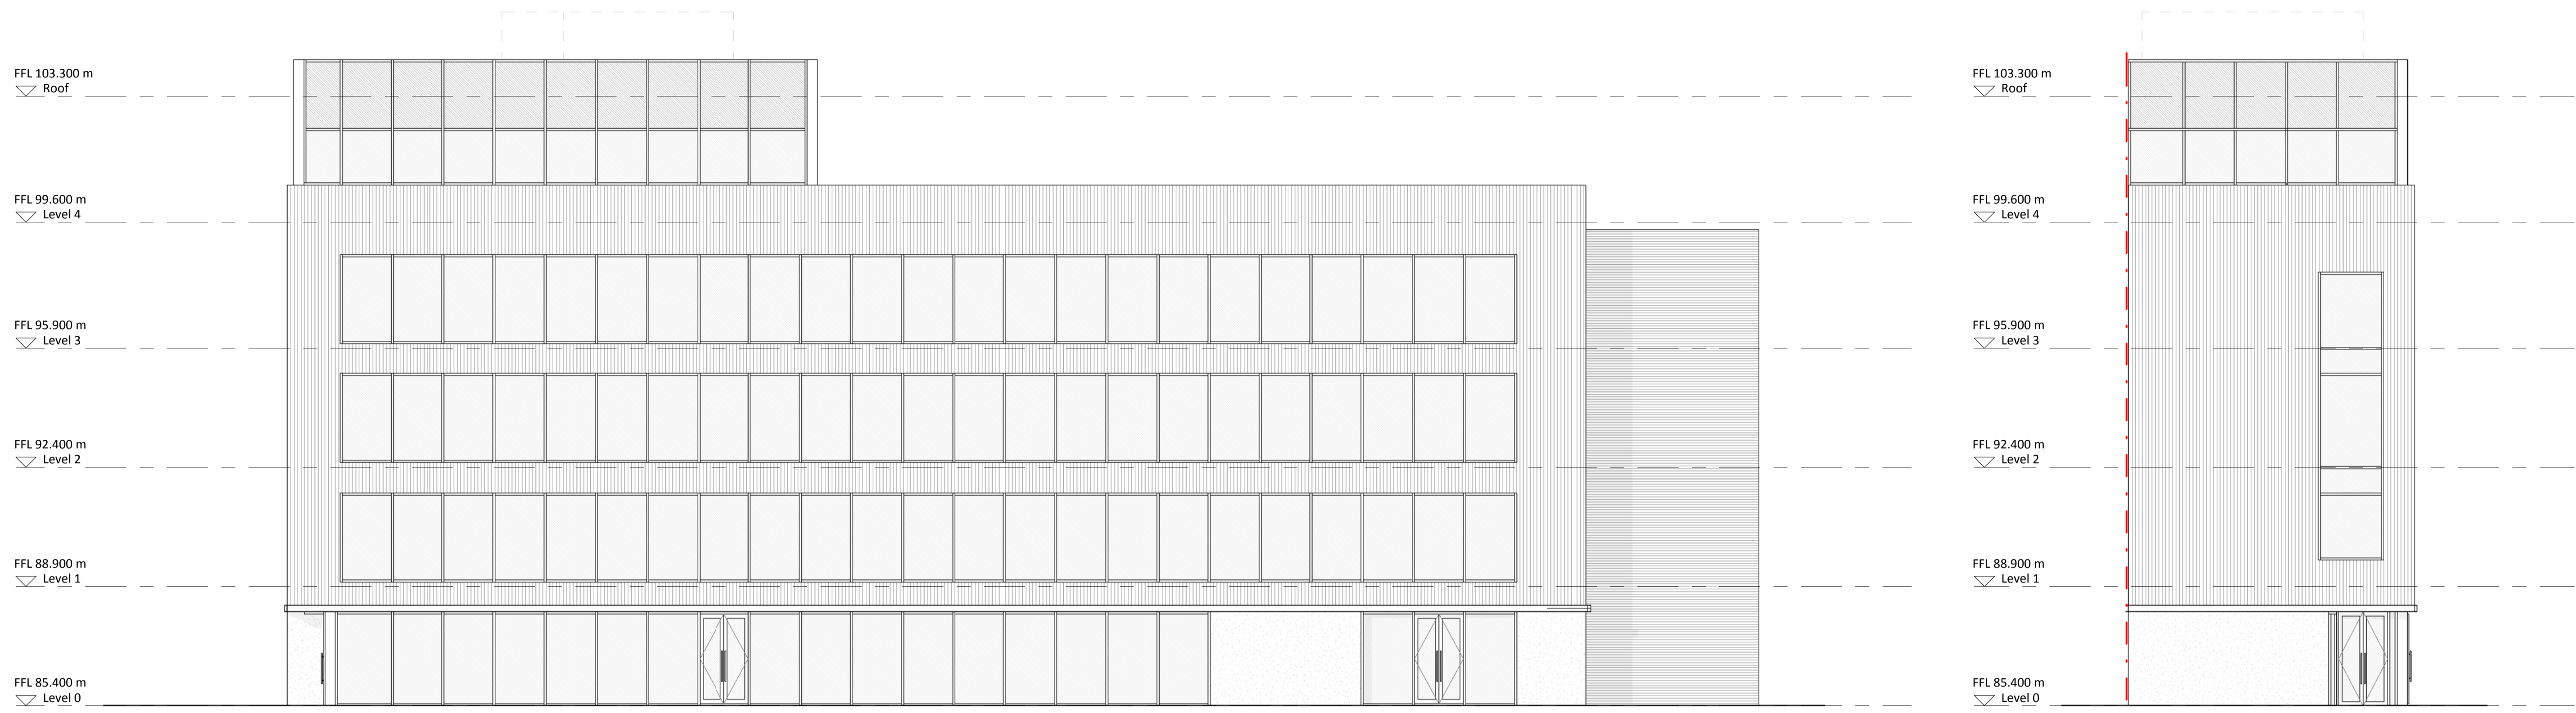 FFL 103.300 m
Roof
FFL 99.600 m
Level 4
FFL 95.900 m
Level 3
FFL 92.400 m
Level 2
FFL 88.900 m
Level 1
FFL 85.400 m
Level 0
FFL 103.300 m
Roof
FFL 99.600 m
Level 4
FFL 95.900 m
Level 3
FFL 92.400 m
Level 2
FFL 88.900 m
Level 1
FFL 85.400 m
Level 0